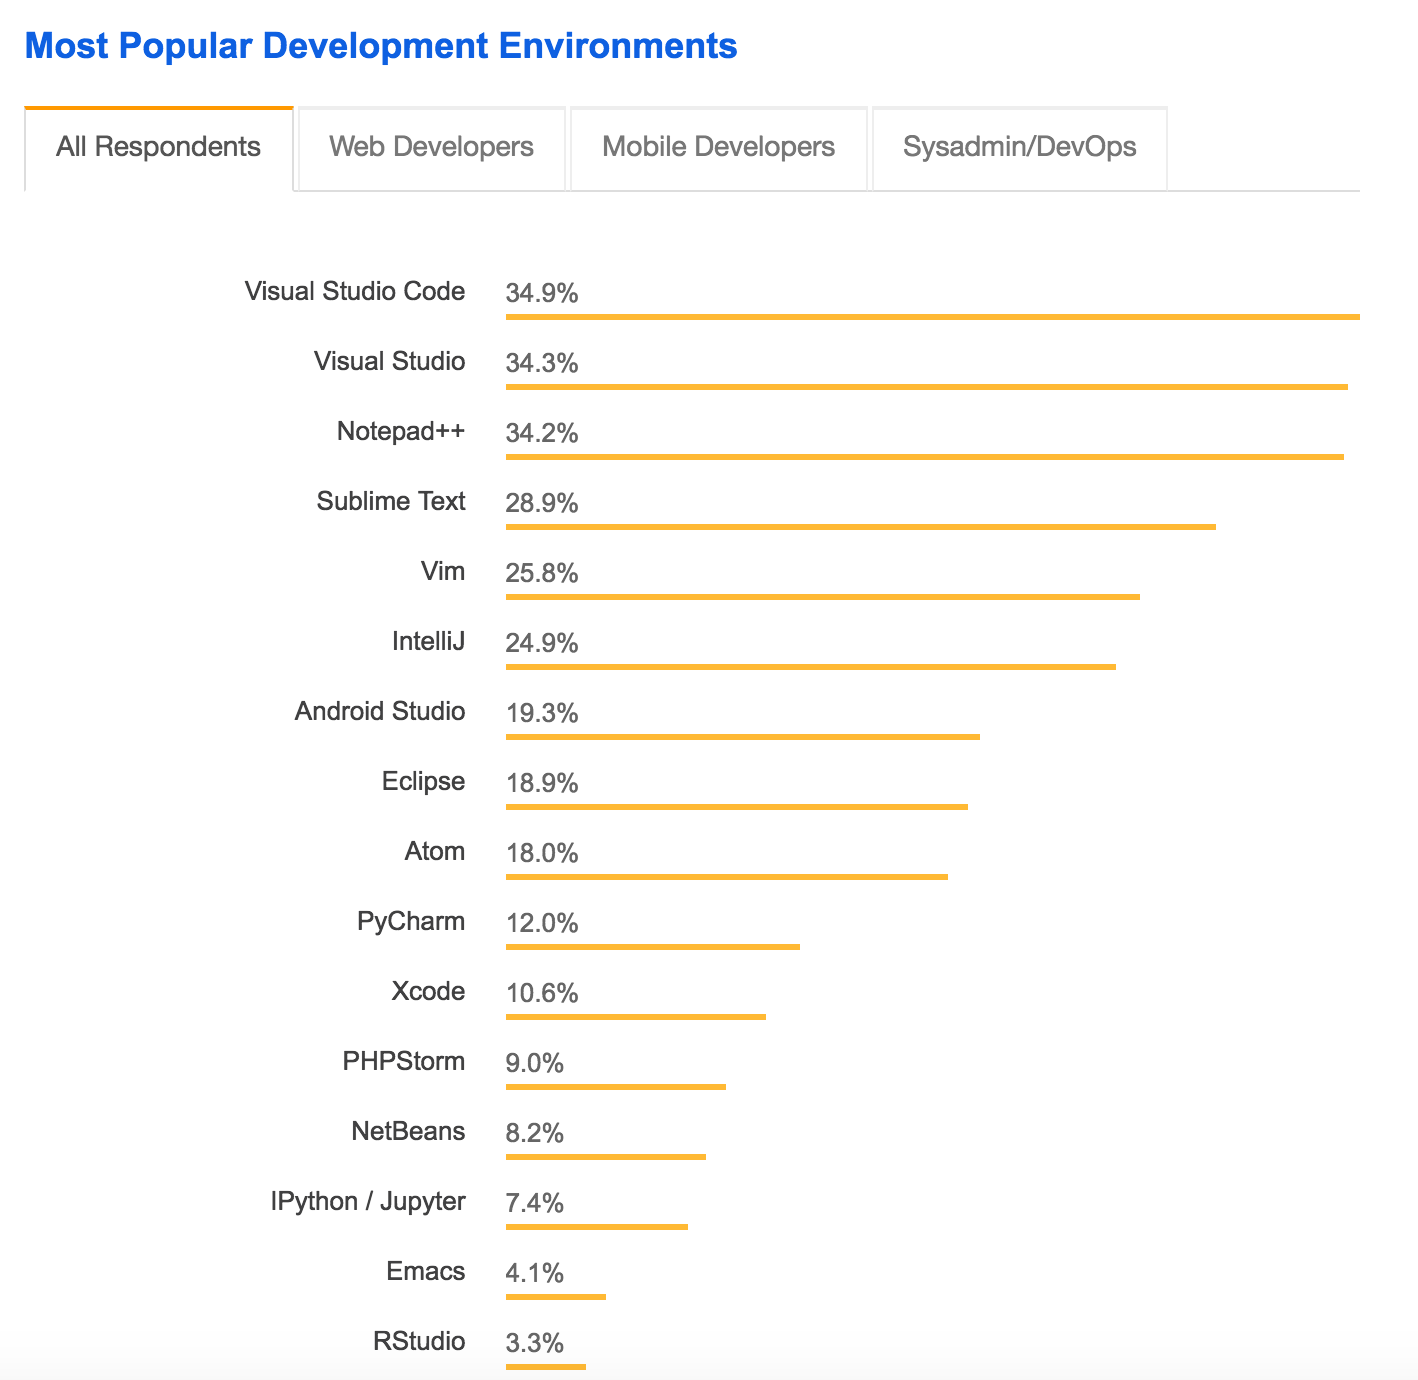 Most Popular Development Environments
All Respondents Web Developers Mobile Developers Sysadmin/DevOps
Visual Studio Code 34.9%
Visual Studio 34.3%
Notepad++ 34.2%
Sublime Text 28.9%
Vim 25.8%
IntelliJ 24.9%
Android Studio 19.3%
Eclipse 18.9%
Atom 18.0%
PyCharm 12.0%
Xcode 10.6%
PHPStorm 9.0%
NetBeans 8.2%
IPython / Jupyter 7.4%
Emacs 4.1%
RStudio 3.3%